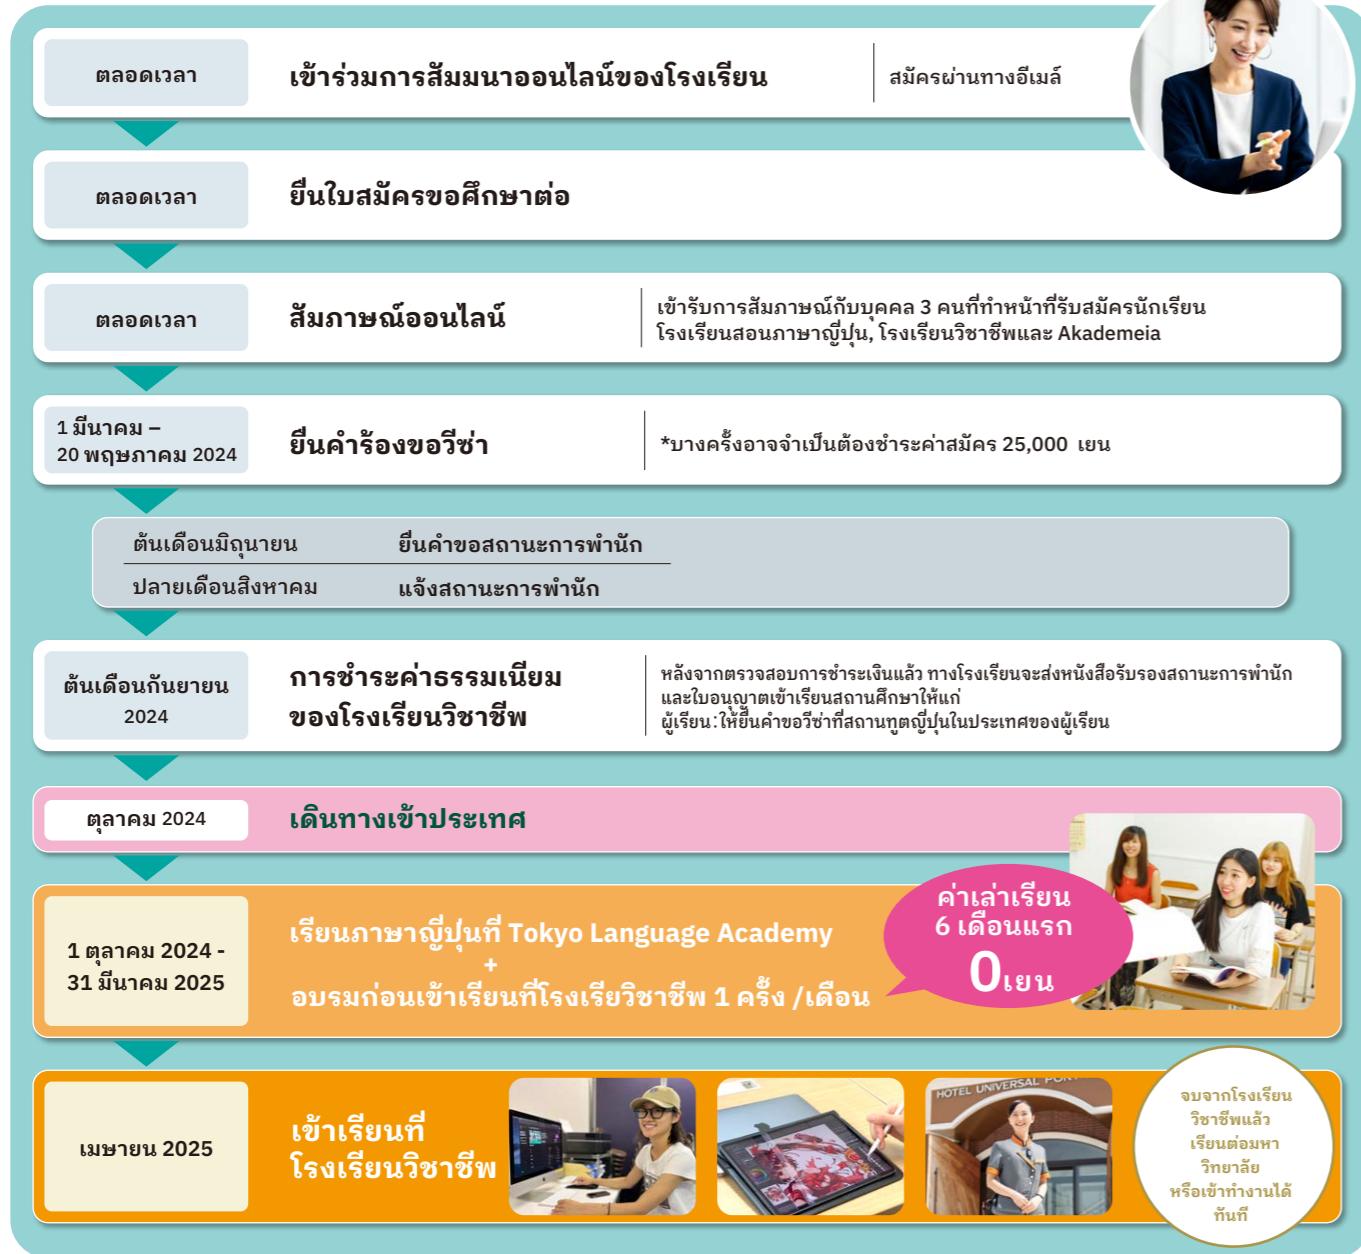 ตลอดเวลา
เข้าร่วมการสัมมนาออนไลน์ของโรงเรียน
สมัครผ่านทางอีเมล์
ตลอดเวลา
ยื่นใบสมัครขอศึกษาต่อ
ตลอดเวลา
สัมภาษณ์ออนไลน์
เข้ารับการสัมภาษณ์กับบุคคล 3 คนที่ทำหน้าที่รับสมัครนักเรียน
โรงเรียนสอนภาษาญี่ปุ่น, โรงเรียนวิชาชีพและ Akademeia
1 มีนาคม –
20 พฤษภาคม 2024
ยื่นคำร้องขอวีซ่า
*บางครั้งอาจจำเป็นต้องชำระค่าสมัคร 25,000 เยน
ต้นเดือนมิถุนายน
ยื่นคำขอสถานะการพำนัก
ปลายเดือนสิงหาคม
แจ้งสถานะการพำนัก
ต้นเดือนกันยายน
2024
การชำระค่าธรรมเนียม
ของโรงเรียนวิชาชีพ
หลังจากตรวจสอบการชำระเงินแล้ว ทางโรงเรียนจะส่งหนังสือรับรองสถานะการพำนัก
และใบอนุญาตเข้าเรียนสถานศึกษาให้แก่
ผู้เรียน:ให้ยื่นคำขอวีซ่าที่สถานทูตญี่ปุ่นในประเทศของผู้เรียน
ตุลาคม 2024
เดินทางเข้าประเทศ
1 ตุลาคม 2024 -
31 มีนาคม 2025
เรียนภาษาญี่ปุ่นที่ Tokyo Language Academy
+
อบรมก่อนเข้าเรียนที่โรงเรียวิชาชีพ 1 ครั้ง /เดือน
ค่าเล่าเรียน
6 เดือนแรก
0เยน
เมษายน 2025
เข้าเรียนที่
โรงเรียนวิชาชีพ
HOTEL UNIVERSAL PORT
จบจากโรงเรียน
วิชาชีพแล้ว
เรียนต่อมหา
วิทยาลัย
หรือเข้าทำงานได้
ทันที